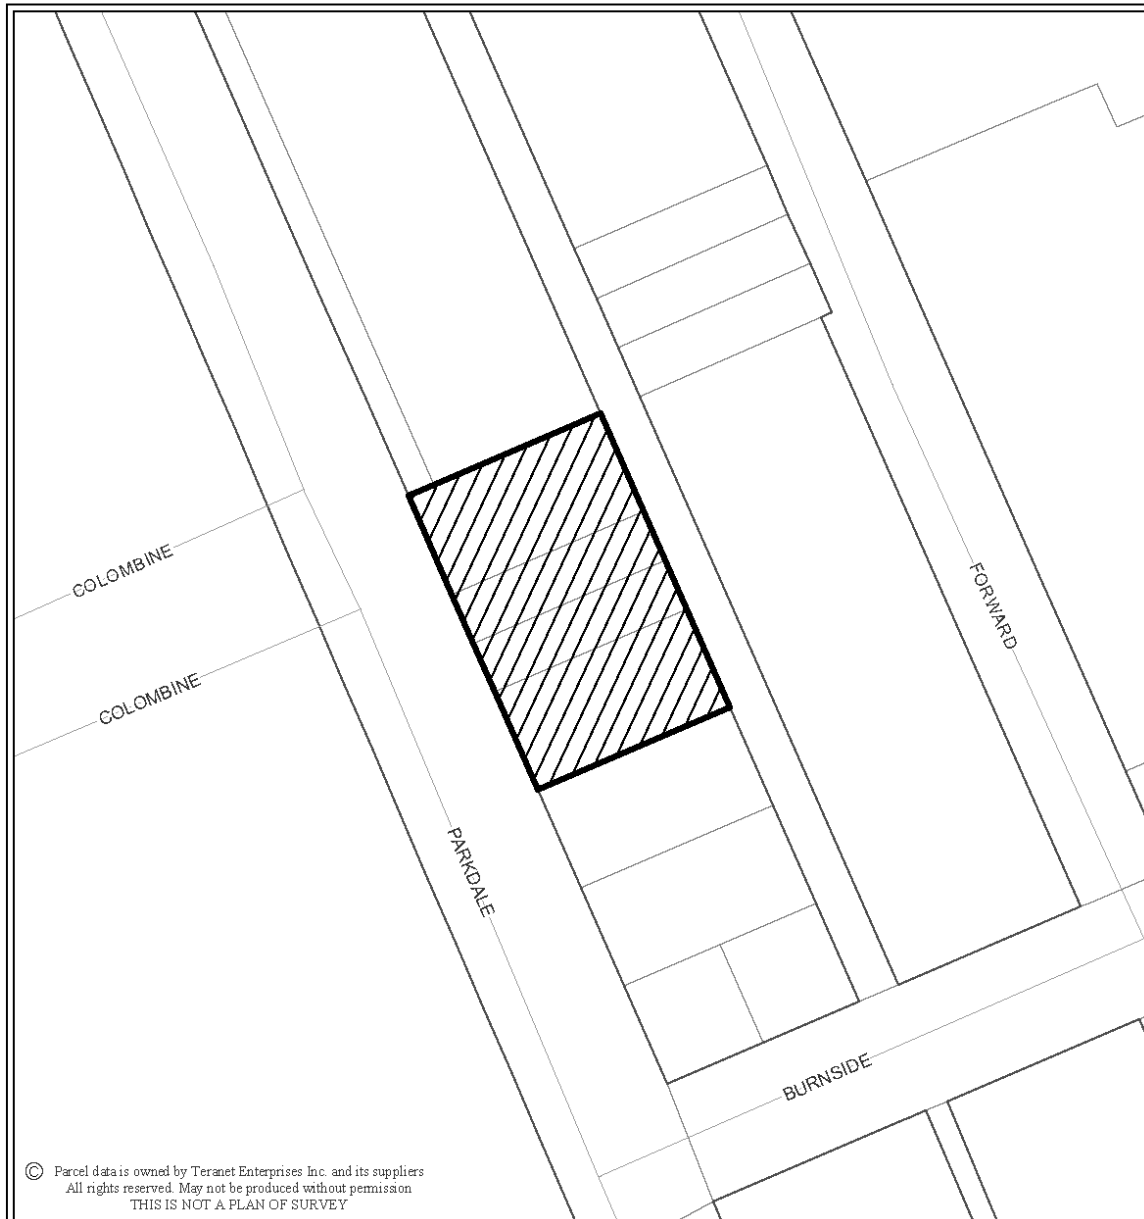 COLOMBINE
FORWARD
COLOMBINE
PARKDALE
BURNSIDE
© Parcel data is owned by Teranet Enterprises Inc. and its suppliers
All rights reserved. May not be produced without permission
THIS IS NOT A PLAN OF SURVEY